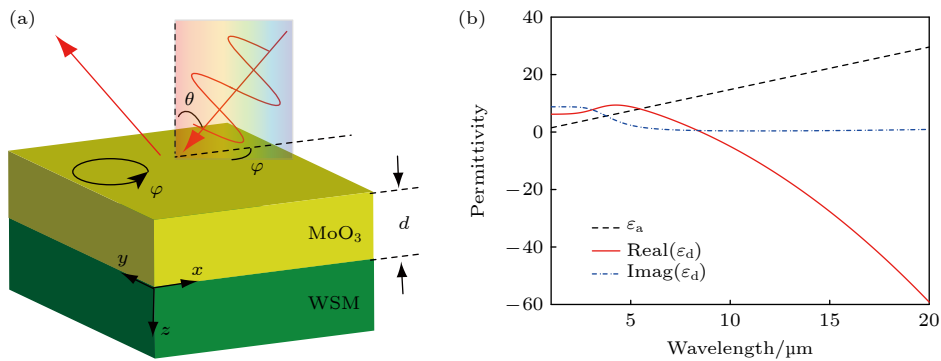 (a)
θ
φ
φ
d
MoO₃
y
x
WSM
z
(b)
40
20
0
−20
−40
−60
Permittivity
εa
Real(εd)
Imag(εd)
5
10
15
20
Wavelength/µm